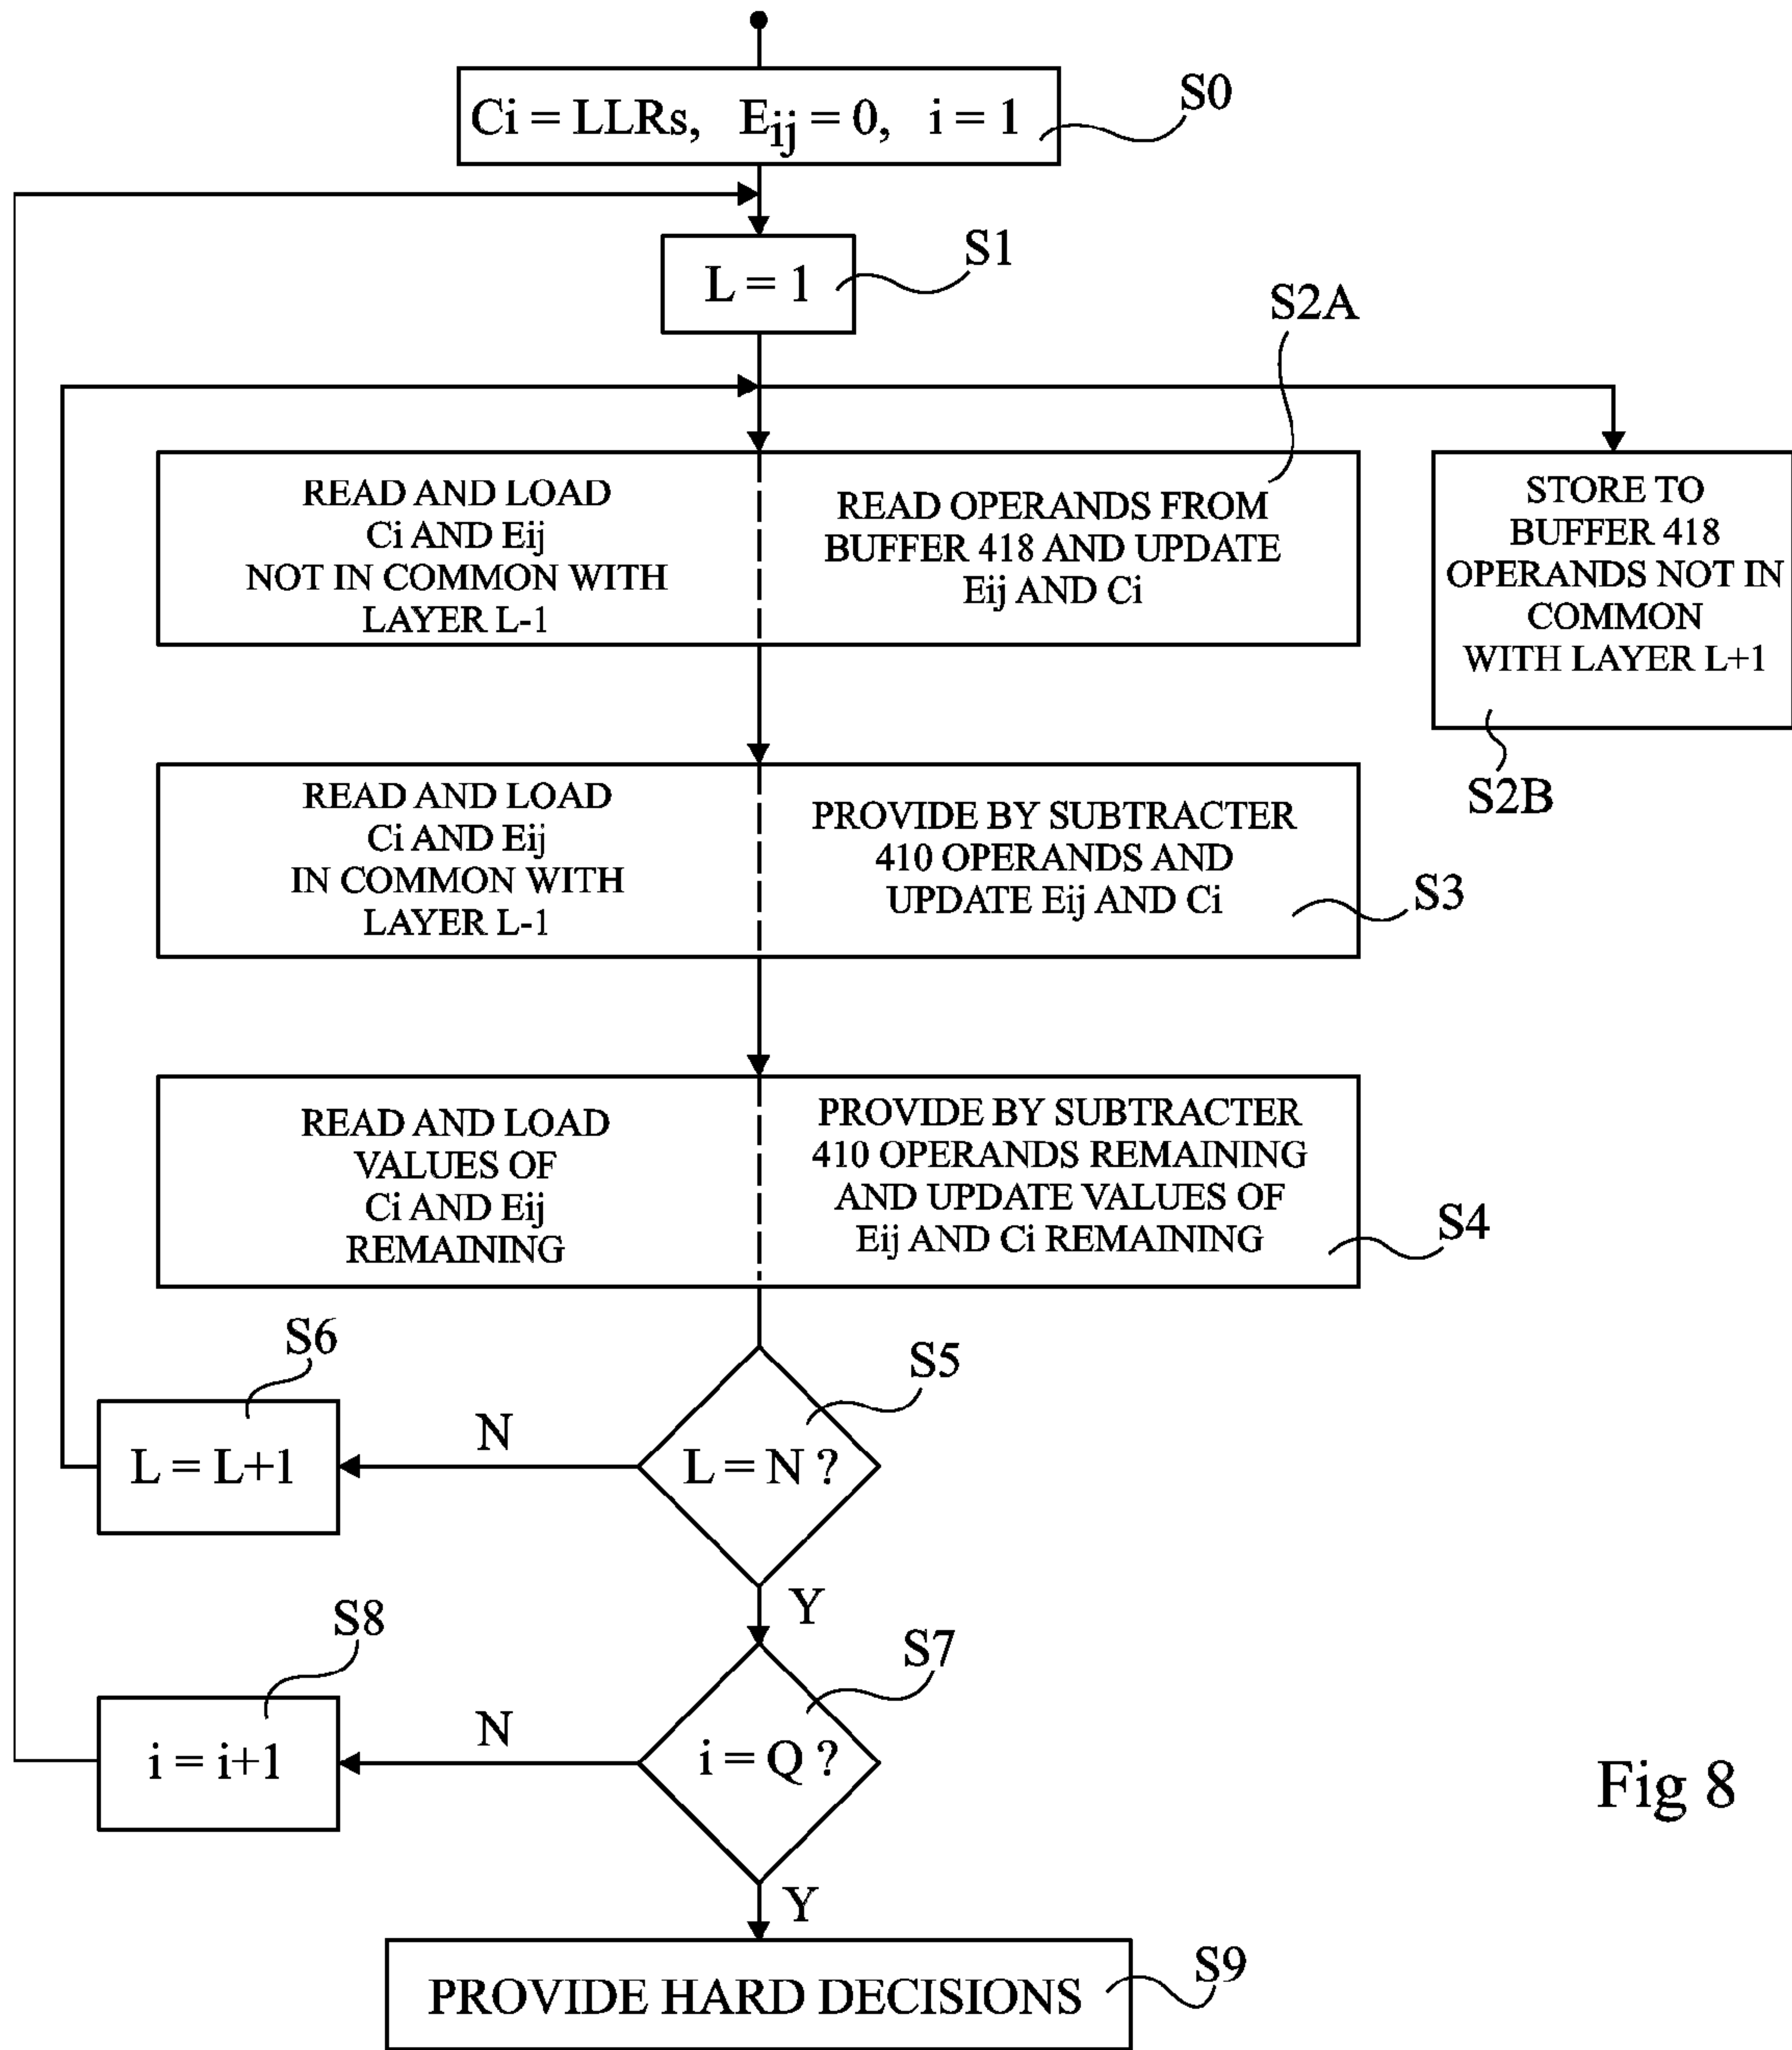 Ci = LLRs, Eij = 0, i = 1
S0
L = 1
S1
S2A
READ AND LOAD
Ci AND Eij
NOT IN COMMON WITH
LAYER L-1
READ OPERANDS FROM
BUFFER 418 AND UPDATE
Eij AND Ci
STORE TO
BUFFER 418
OPERANDS NOT IN
COMMON
WITH LAYER L+1
S2B
READ AND LOAD
Ci AND Eij
IN COMMON WITH
LAYER L-1
PROVIDE BY SUBTRACTER
410 OPERANDS AND
UPDATE Eij AND Ci
S3
READ AND LOAD
VALUES OF
Ci AND Eij
REMAINING
PROVIDE BY SUBTRACTER
410 OPERANDS REMAINING
AND UPDATE VALUES OF
Eij AND Ci REMAINING
S4
S6
S5
L = L+1
N
L = N ?
Y
S8
S7
i = i+1
N
i = Q ?
Y
Fig 8
PROVIDE HARD DECISIONS
S9